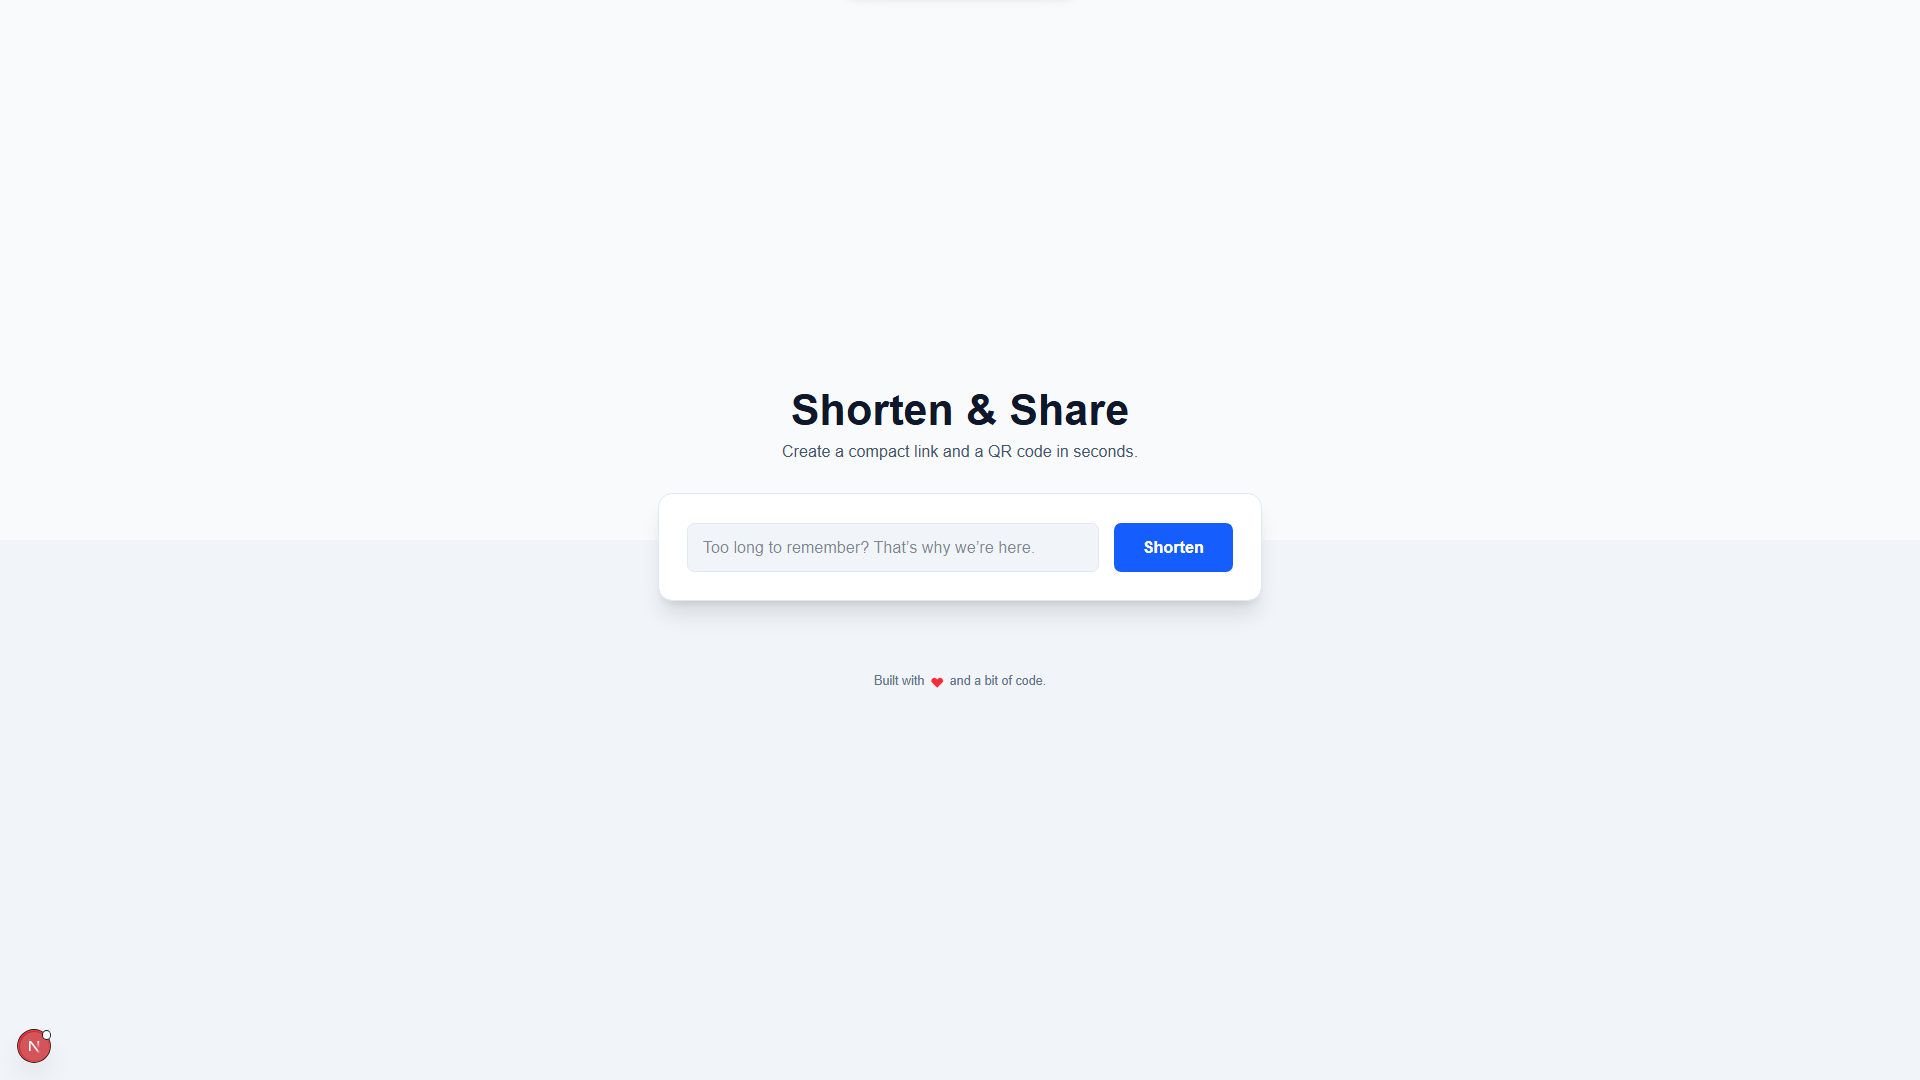 Shorten & Share
Create a compact link and a QR code in seconds.
Too long to remember? That’s why we’re here.
Shorten
Built with ❤ and a bit of code.
N